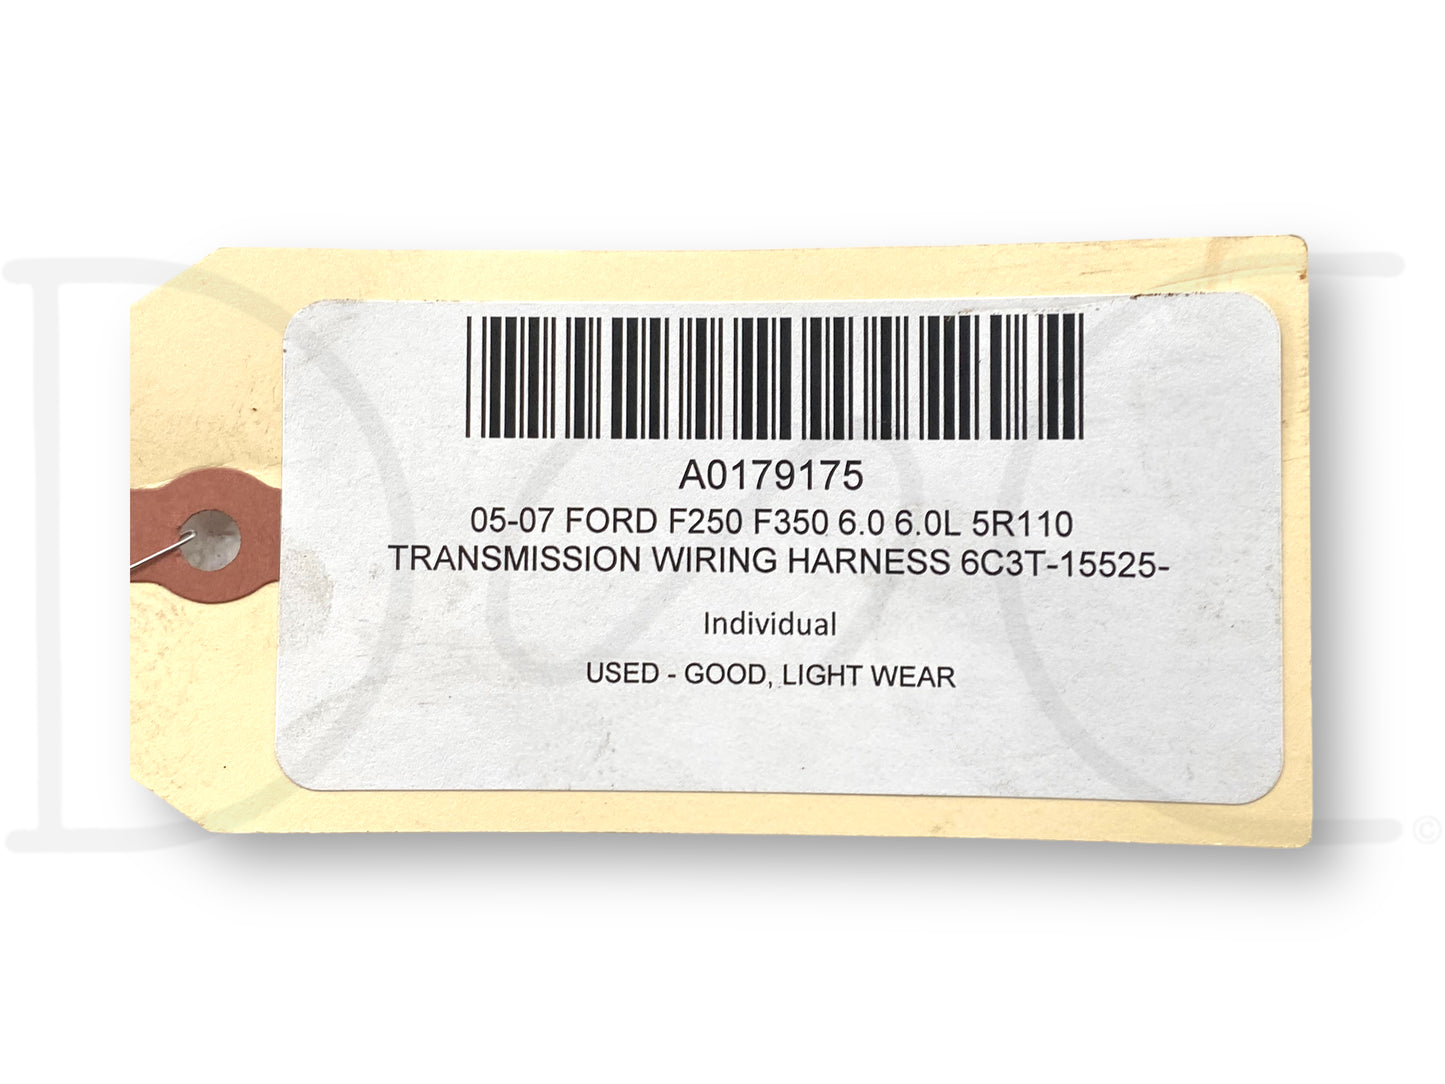 A0179175
05-07 FORD F250 F350 6.0 6.0L 5R110
TRANSMISSION WIRING HARNESS 6C3T-15525-
Individual
USED - GOOD, LIGHT WEAR
©